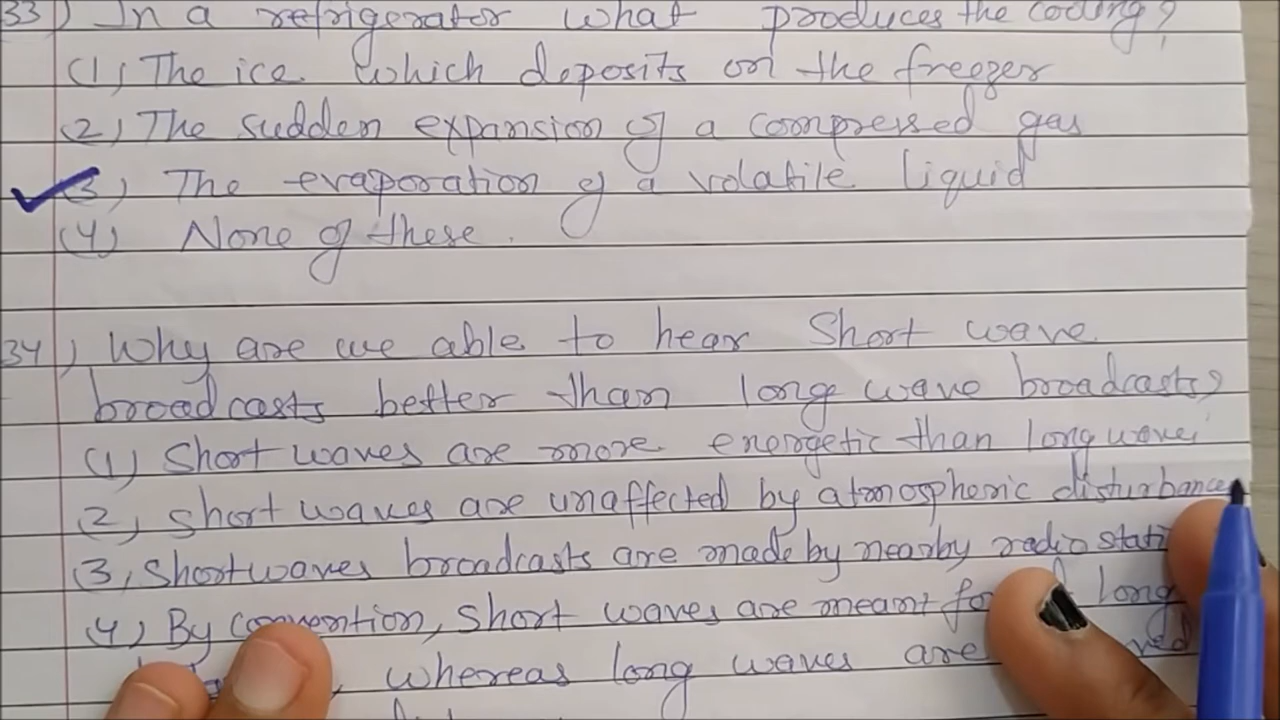 33) In a refrigerator what produces the cooling?
(1) The ice which deposits on the freezer
(2) The sudden expansion of a compressed gas
(3) The evaporation of a volatile liquid
(4) None of these.
34) Why are we able to hear Short wave
broadcasts better than long wave broadcasts?
(1) Short waves are more energetic than long waves
2) short waves are unaffected by atmospheric disturbance
3) Short waves broadcasts are made by nearby radio stati
(4) By convention, short waves are meant for long
whereas long waves are